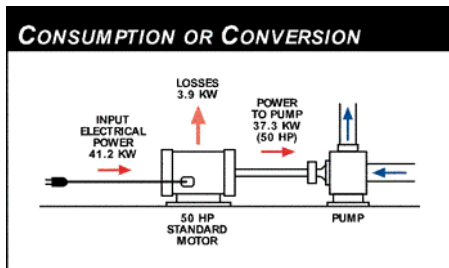 CONSUMPTION OR CONVERSION
LOSSES
3.9 KW
INPUT
ELECTRICAL
POWER
41.2 KW
POWER
TO PUMP
37.3 KW
(50 HP)
50 HP
STANDARD
MOTOR
PUMP